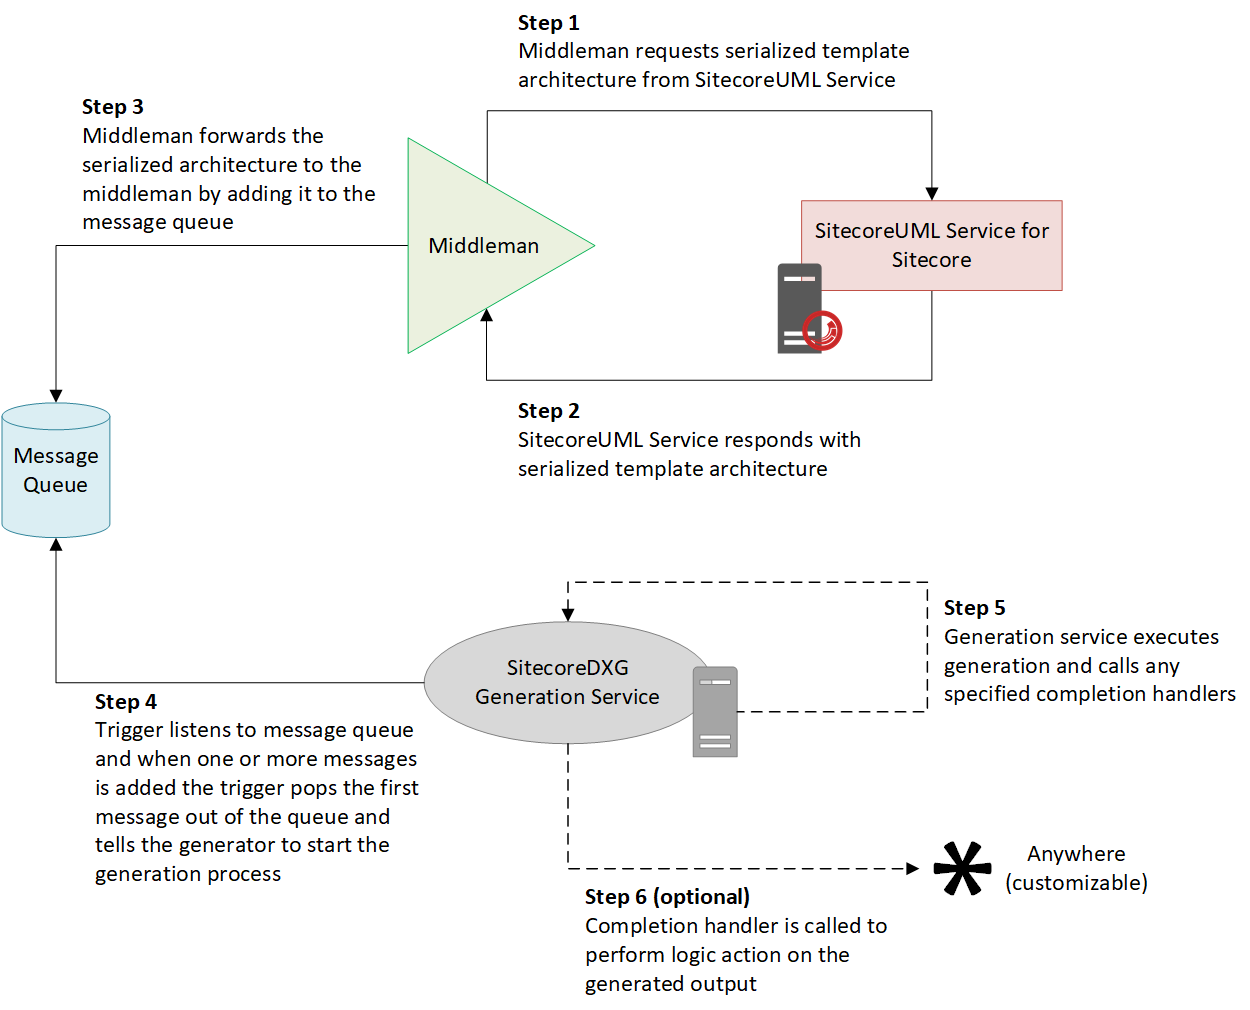 Step 1
Middleman requests serialized template
architecture from SitecoreUML Service
Step 3
Middleman forwards the
serialized architecture to the
middleman by adding it to the
message queue
Middleman
SitecoreUML Service for
Sitecore
Step 2
SitecoreUML Service responds with
serialized template architecture
Message
Queue
SitecoreDXG
Generation Service
Step 5
Generation service executes
generation and calls any
specified completion handlers
Step 4
Trigger listens to message queue
and when one or more messages
is added the trigger pops the first
message out of the queue and
tells the generator to start the
generation process
Anywhere
(customizable)
Step 6 (optional)
Completion handler is called to
perform logic action on the
generated output